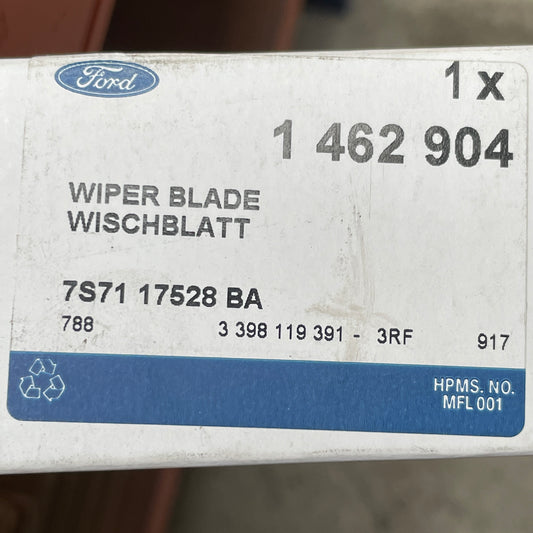 Ford
1 x
1 462 904
WIPER BLADE
WISCHBLATT
7S71 17528 BA
788 3 398 119 391 - 3RF 917
HPMS. NO.
MFL 001